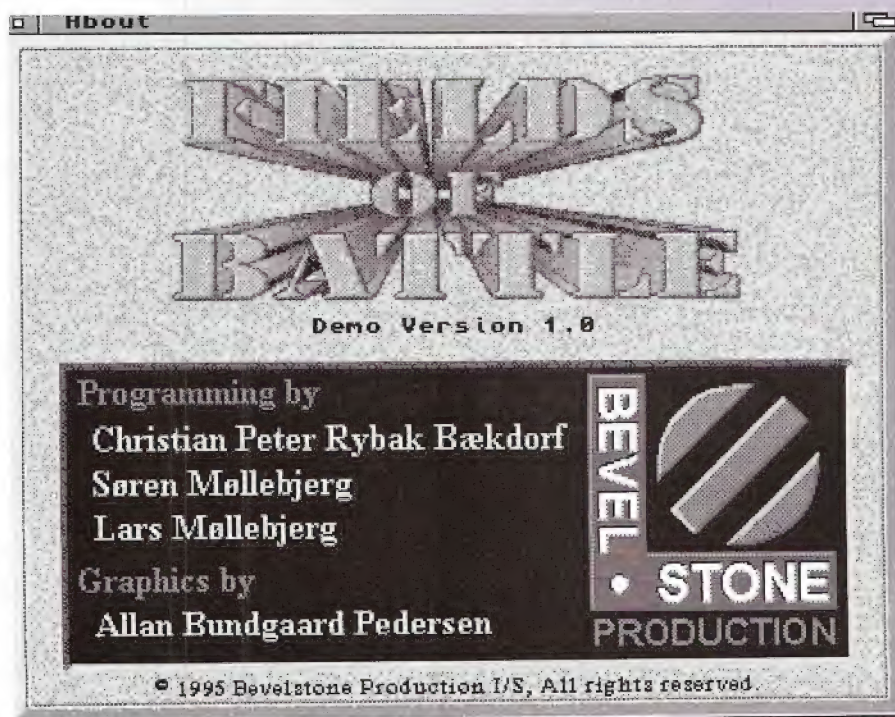 About
FIELDS
OF
BATTLE
Demo Version 1.0
Programming by
Christian Peter Rybak Bækdorf
Søren Møllebjerg
Lars Møllebjerg
Graphics by
Allan Bundgaard Pedersen
BEVEL
• STONE
PRODUCTION
© 1995 Bevelstone Production I/S, All rights reserved.